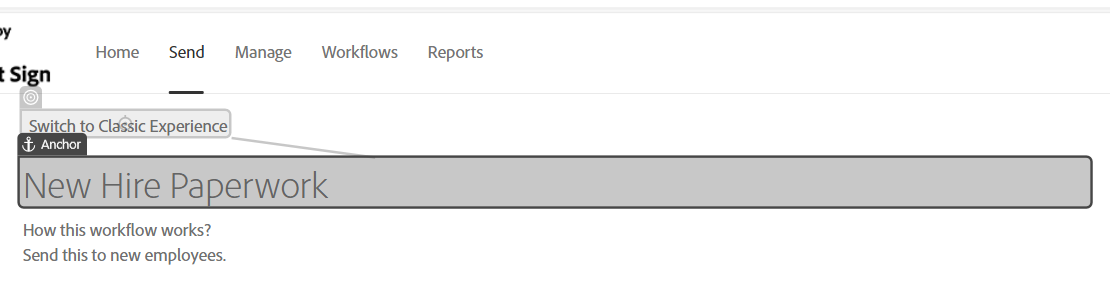 Home Send Manage Workflows Reports
t Sign
Switch to Classic Experience
Anchor
New Hire Paperwork
How this workflow works?
Send this to new employees.